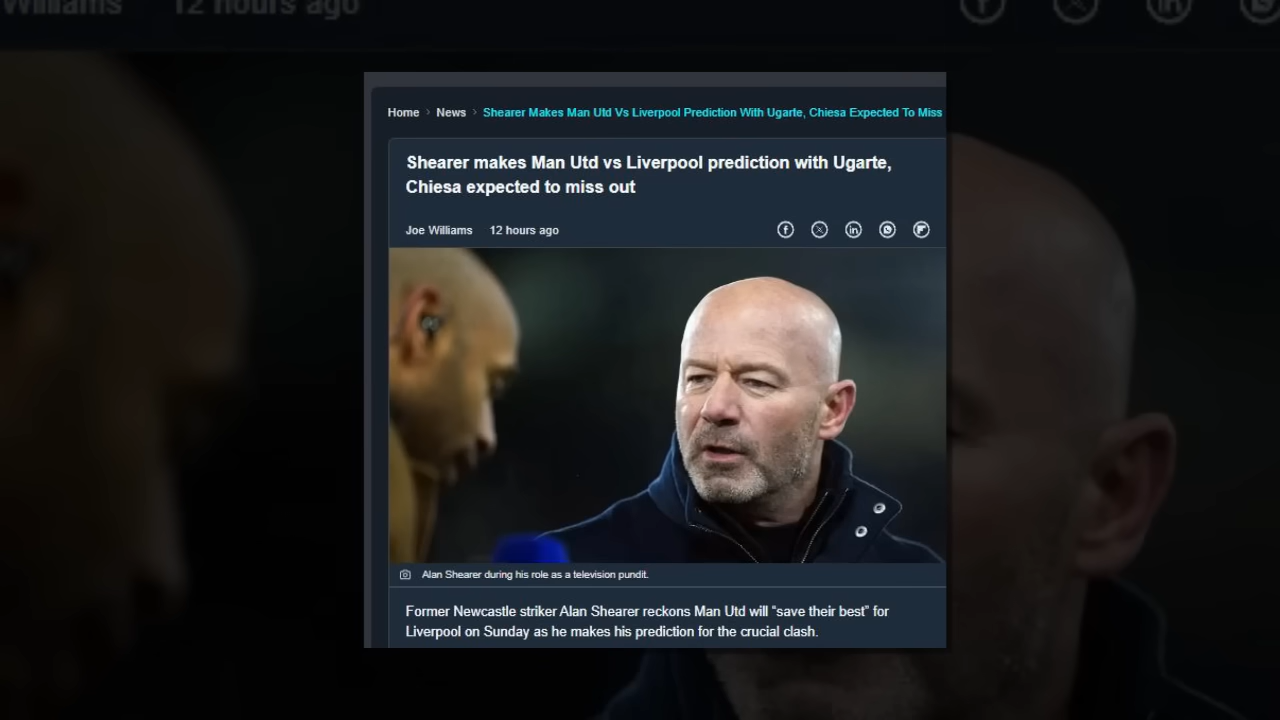 Williams 12 hours ago
Home > News > Shearer Makes Man Utd Vs Liverpool Prediction With Ugarte, Chiesa Expected To Miss
Shearer makes Man Utd vs Liverpool prediction with Ugarte,
Chiesa expected to miss out
Joe Williams 12 hours ago
Alan Shearer during his role as a television pundit.
Former Newcastle striker Alan Shearer reckons Man Utd will “save their best” for
Liverpool on Sunday as he makes his prediction for the crucial clash.